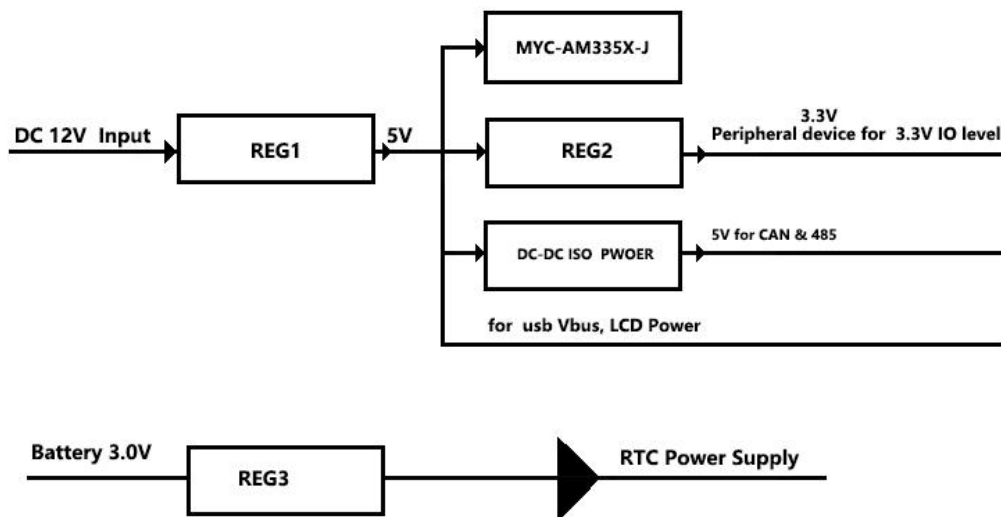 MYC-AM335X-J
DC 12V Input
REG1
5V
REG2
3.3V
Peripheral device for 3.3V IO level
DC-DC ISO PWOER
5V for CAN & 485
for usb Vbus, LCD Power
Battery 3.0V
REG3
RTC Power Supply